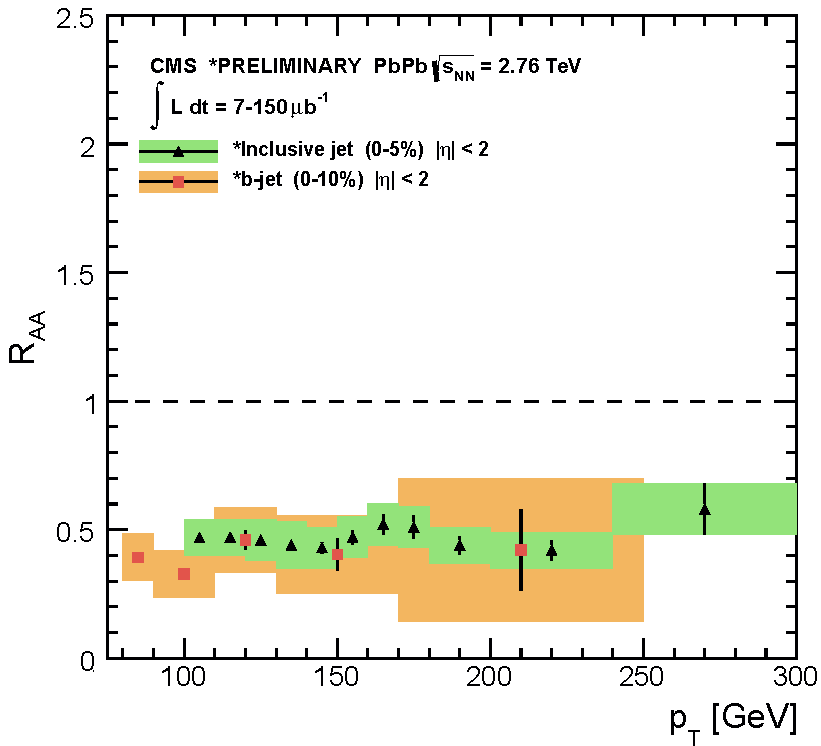 2.5
CMS *PRELIMINARY PbPb √sNN = 2.76 TeV
∫ L dt = 7-150 μb-1
*Inclusive jet (0-5%) |η| < 2
*b-jet (0-10%) |η| < 2
2
1.5
RAA
1
0.5
0
100 150 200 250 300
pT [GeV]